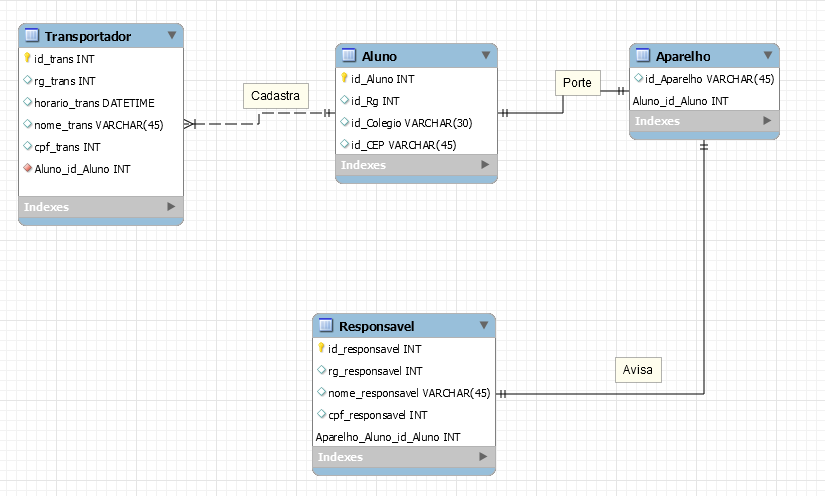 Transportador
id_trans INT
rg_trans INT
horario_trans DATETIME
nome_trans VARCHAR(45)
cpf_trans INT
Aluno_id_Aluno INT
Indexes
Cadastra
Aluno
id_Aluno INT
id_Rg INT
id_Colegio VARCHAR(30)
id_CEP VARCHAR(45)
Indexes
Porte
Aparelho
id_Aparelho VARCHAR(45)
Aluno_id_Aluno INT
Indexes
Responsavel
id_responsavel INT
rg_responsavel INT
nome_responsavel VARCHAR(45)
cpf_responsavel INT
Aparelho_Aluno_id_Aluno INT
Indexes
Avisa